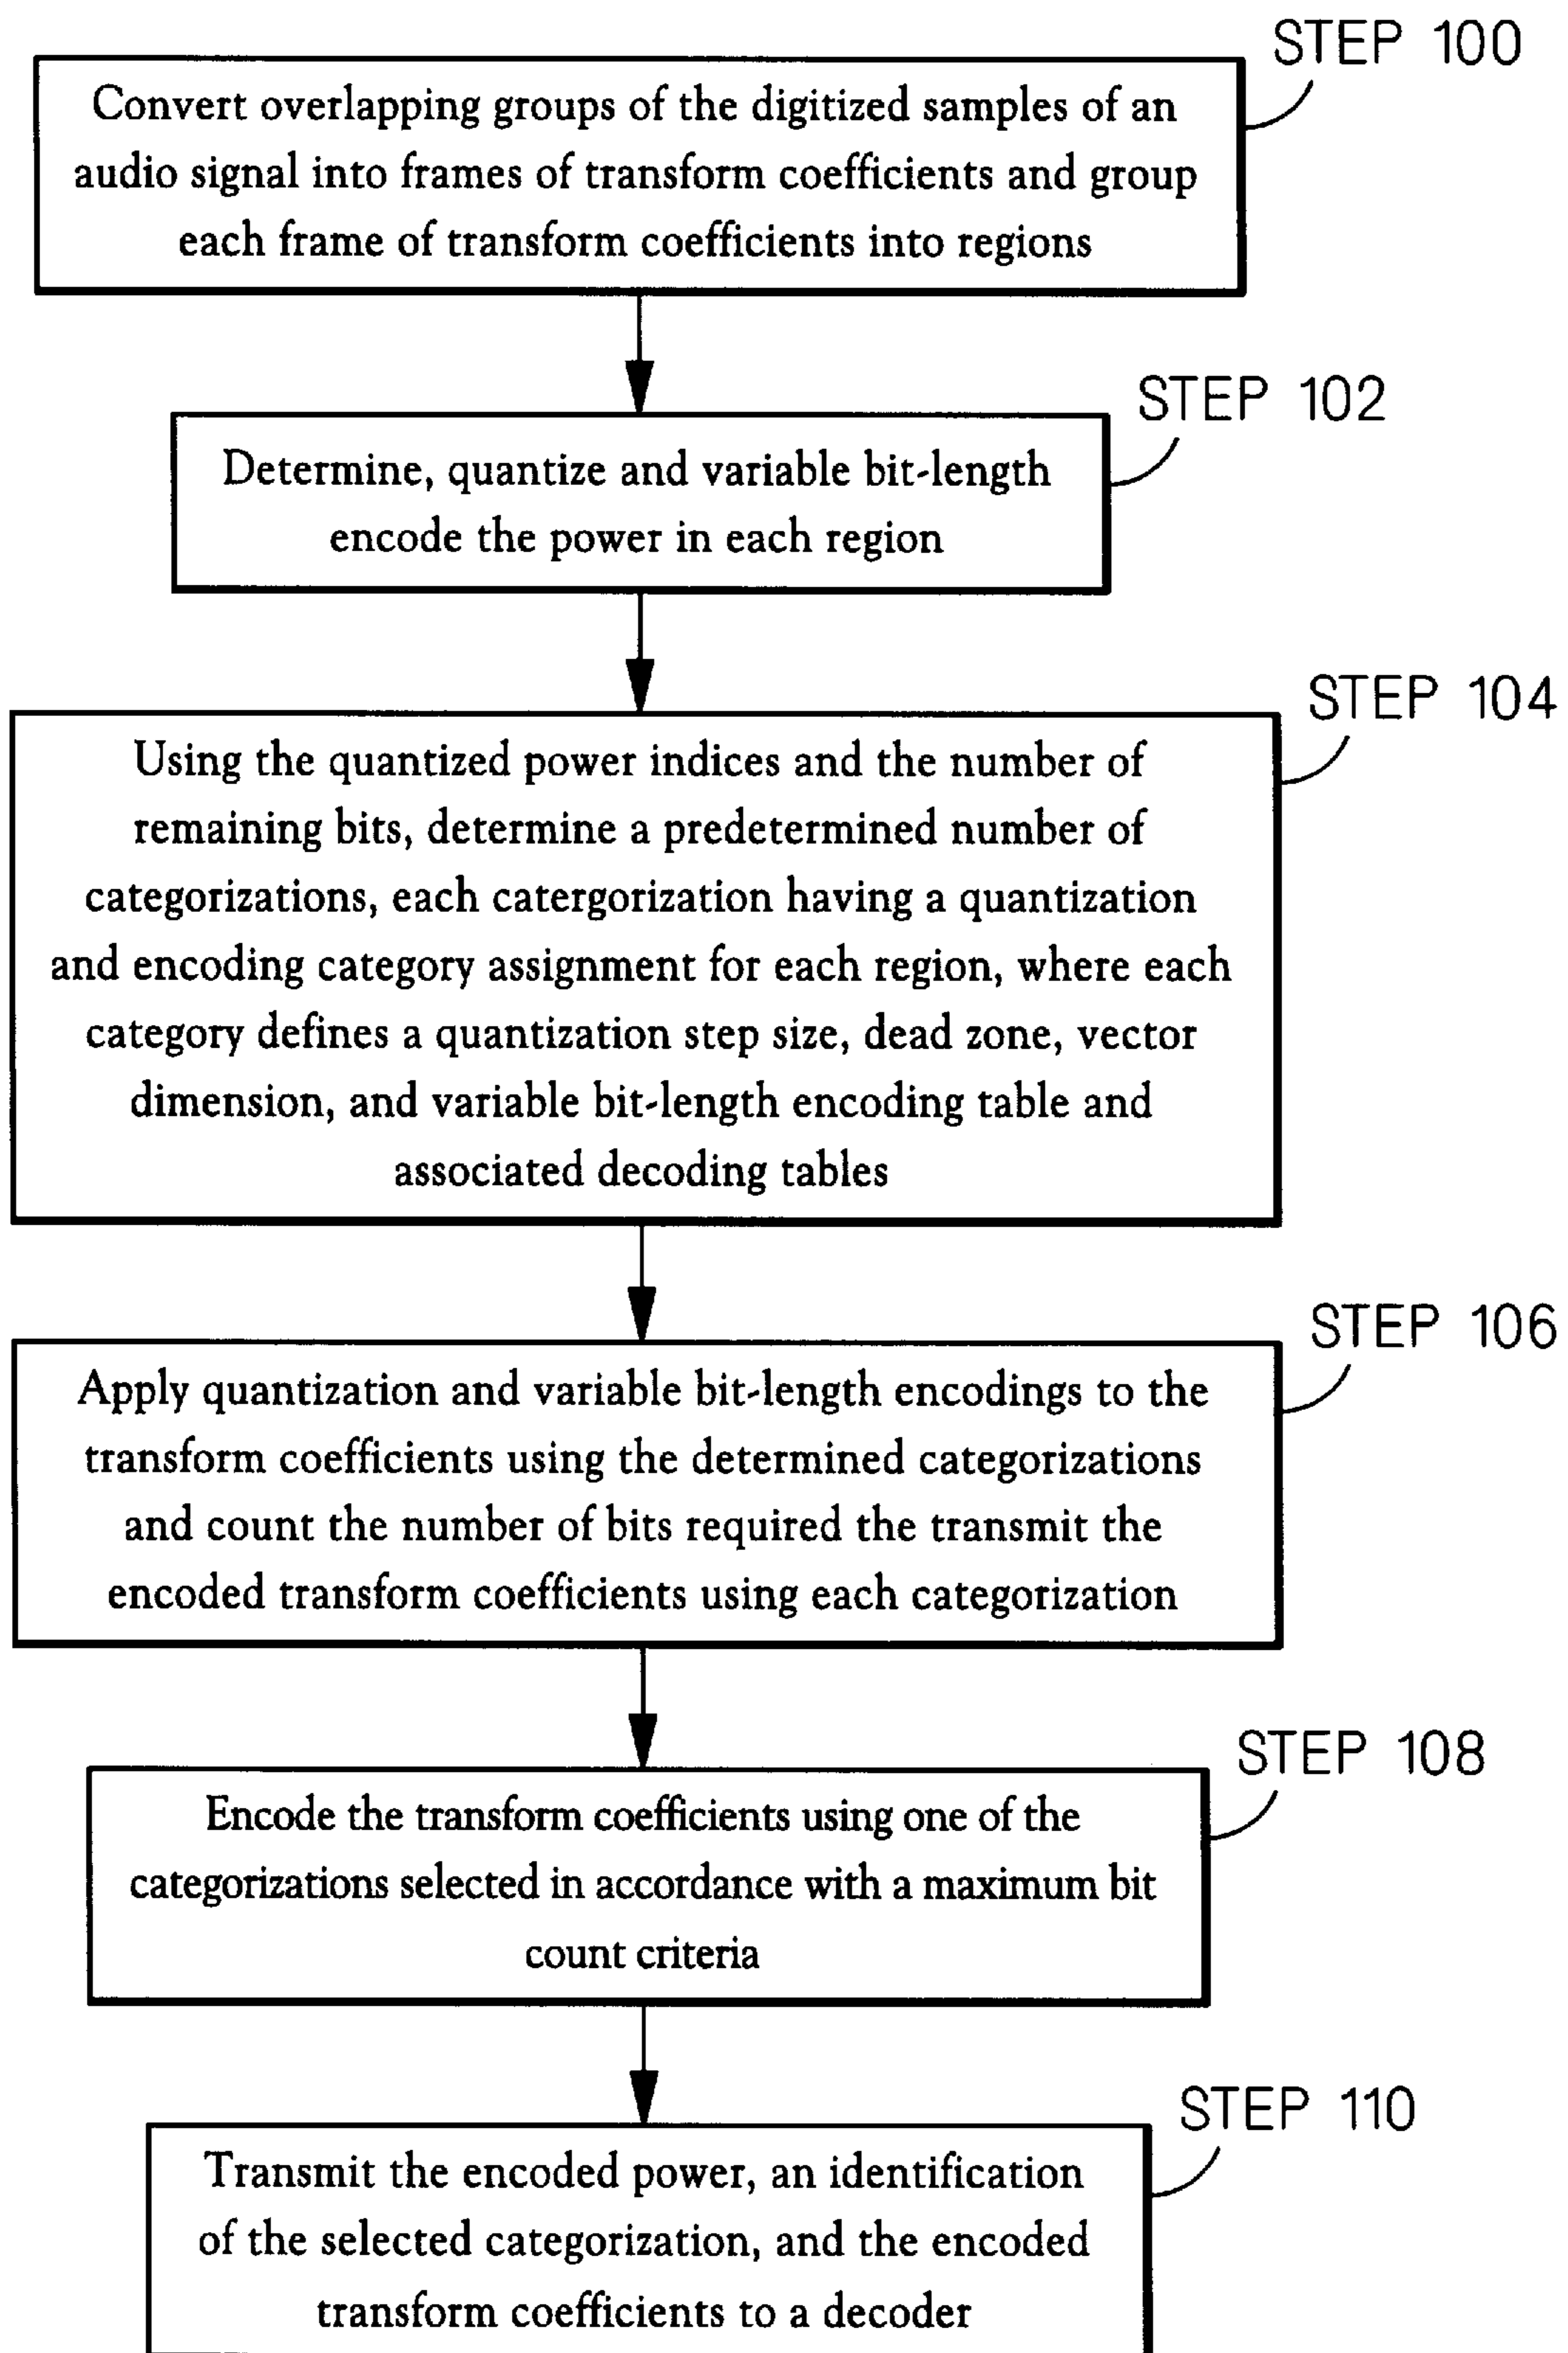 STEP 100
Convert overlapping groups of the digitized samples of an
audio signal into frames of transform coefficients and group
each frame of transform coefficients into regions
STEP 102
Determine, quantize and variable bit-length
encode the power in each region
STEP 104
Using the quantized power indices and the number of
remaining bits, determine a predetermined number of
categorizations, each catergorization having a quantization
and encoding category assignment for each region, where each
category defines a quantization step size, dead zone, vector
dimension, and variable bit-length encoding table and
associated decoding tables
STEP 106
Apply quantization and variable bit-length encodings to the
transform coefficients using the determined categorizations
and count the number of bits required the transmit the
encoded transform coefficients using each categorization
STEP 108
Encode the transform coefficients using one of the
categorizations selected in accordance with a maximum bit
count criteria
STEP 110
Transmit the encoded power, an identification
of the selected categorization, and the encoded
transform coefficients to a decoder